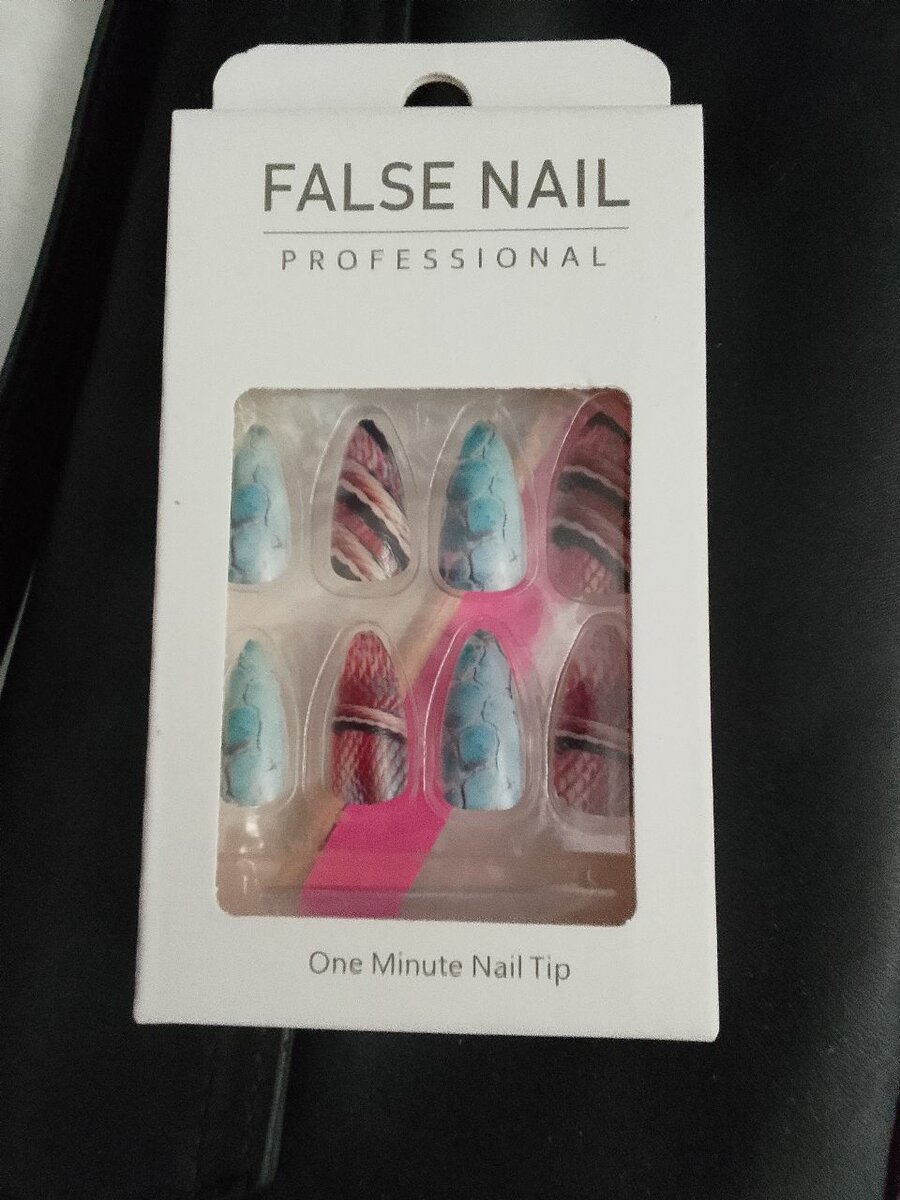 FALSE NAIL
PROFESSIONAL
One Minute Nail Tip